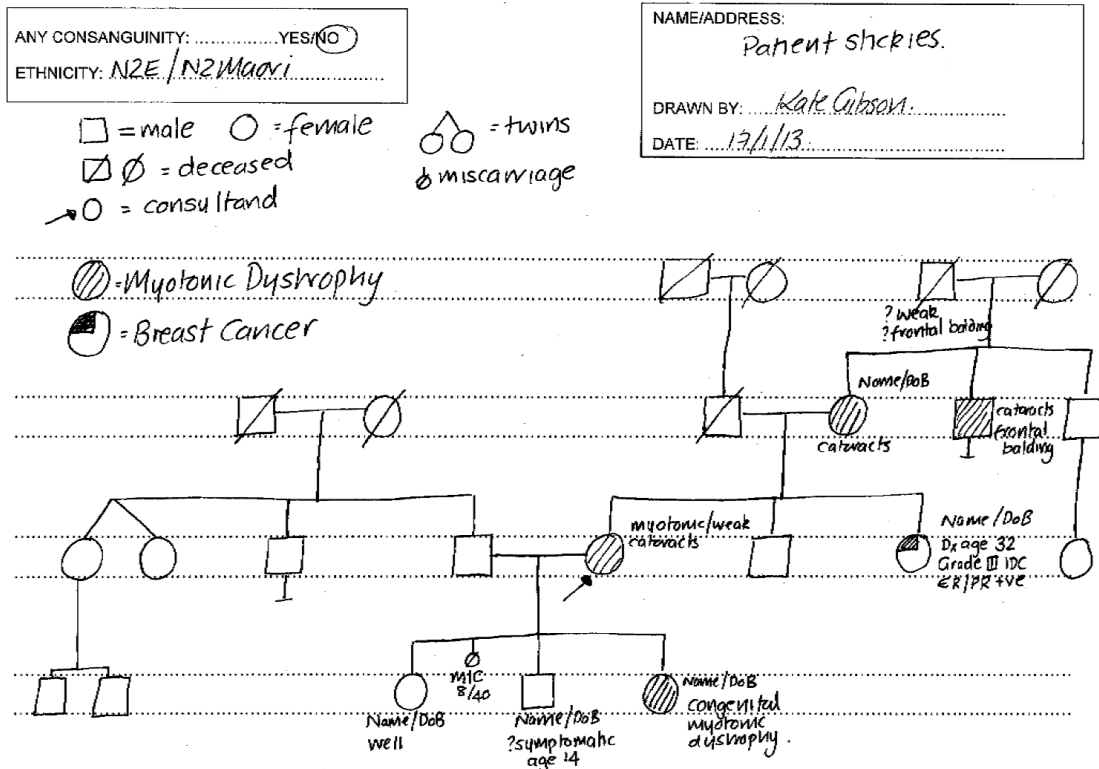 ANY CONSANGUINITY: ..............YES/NO
ETHNICITY: NZE / NZ Maori
NAME/ADDRESS:
Patient stickies.
DRAWN BY: Kate Gibson.
DATE: 17/1/13
□ = male ○ = female = twins
= deceased
miscarriage
→ ○ = consultand
= Myotonic Dystrophy
= Breast Cancer
? weak
? frontal balding
Name/DoB
cataracts
cataracts
frontal
balding
myotonic/weak
cataracts
Name/DoB
Dx age 32
Grade III IDC
ER/PR +ve
M/C
8/40
Name/DoB
well
Name/DoB
?symptomatic
age 14
Name/DoB
congenital
myotonic
dystrophy.